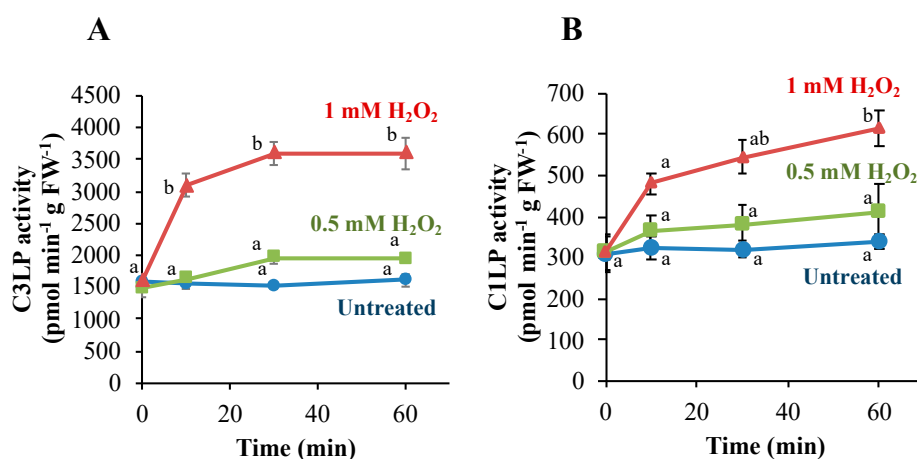 A
C3LP activity
(pmol min⁻¹ g FW⁻¹)
4500
4000
3500
3000
2500
2000
1500
1000
500
0
1 mM H₂O₂
b
b
b
0.5 mM H₂O₂
a
a
a
a
a
a
Untreated
0
20
40
60
Time (min)
B
C1LP activity
(pmol min⁻¹ g FW⁻¹)
700
600
500
400
300
200
100
0
1 mM H₂O₂
b
ab
a
0.5 mM H₂O₂
a
a
a
a
a
a
a
Untreated
0
20
40
60
Time (min)